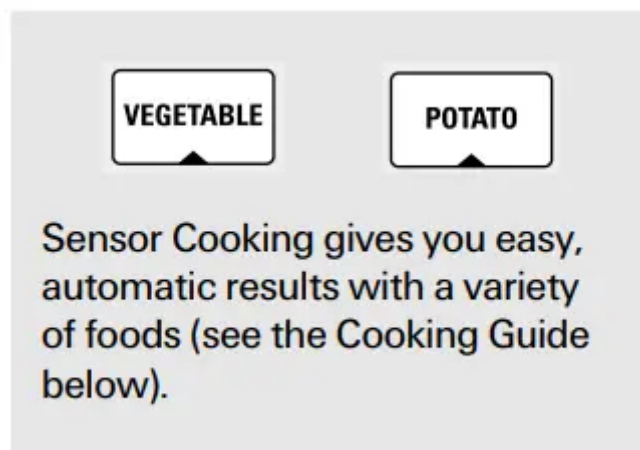 VEGETABLE POTATO
Sensor Cooking gives you easy,
automatic results with a variety
of foods (see the Cooking Guide
below).